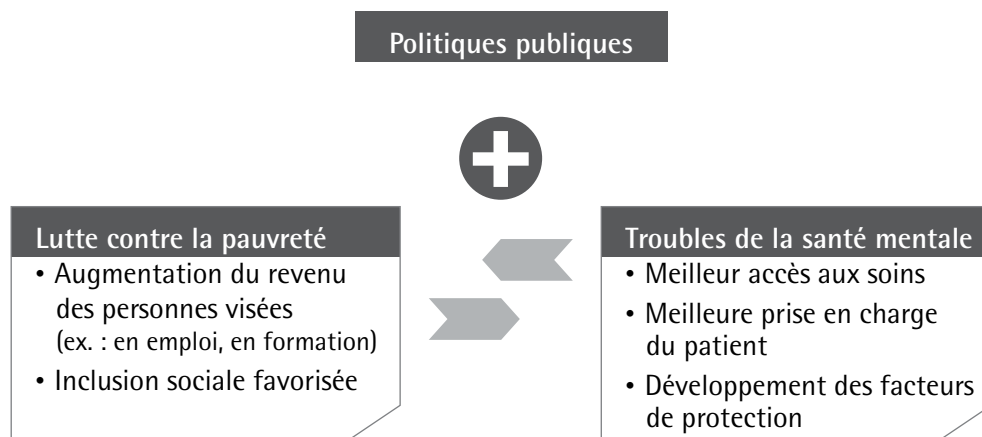 Politiques publiques
Lutte contre la pauvreté
• Augmentation du revenu
des personnes visées
(ex. : en emploi, en formation)
• Inclusion sociale favorisée
Troubles de la santé mentale
• Meilleur accès aux soins
• Meilleure prise en charge
du patient
• Développement des facteurs
de protection